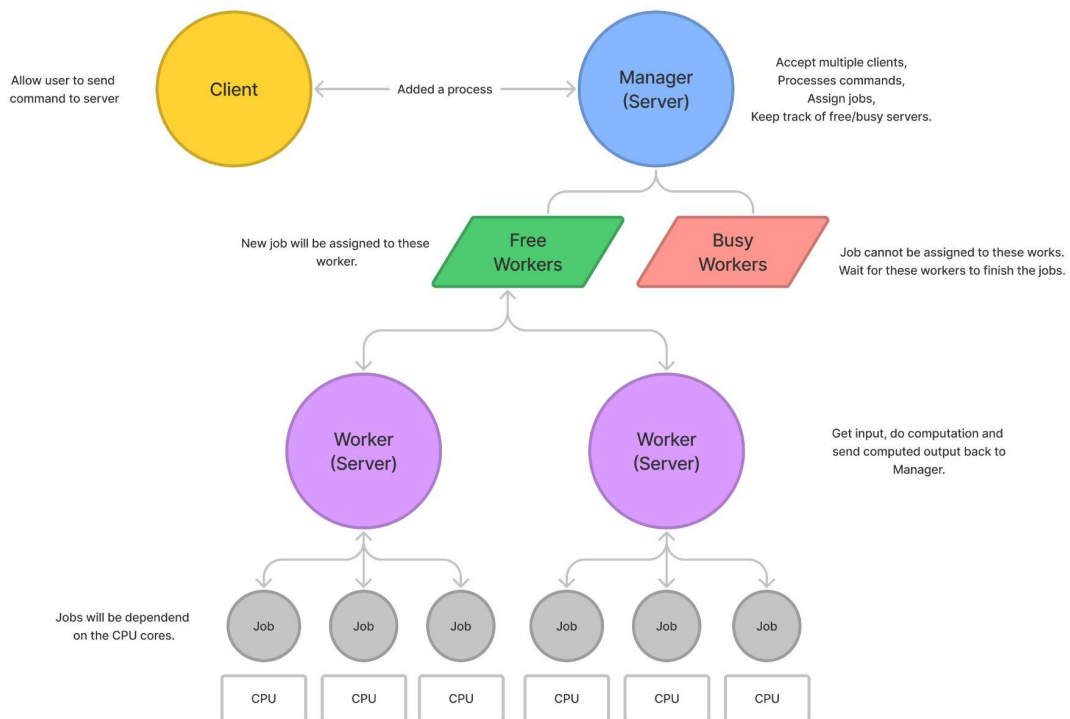 Allow user to send
command to server
Client
Added a process
Manager
(Server)
Accept multiple clients,
Processes commands,
Assign jobs,
Keep track of free/busy servers.
New job will be assigned to these
worker.
Free
Workers
Busy
Workers
Job cannot be assigned to these works.
Wait for these workers to finish the jobs.
Worker
(Server)
Worker
(Server)
Get input, do computation and
send computed output back to
Manager.
Jobs will be dependend
on the CPU cores.
Job
Job
Job
Job
Job
Job
CPU
CPU
CPU
CPU
CPU
CPU